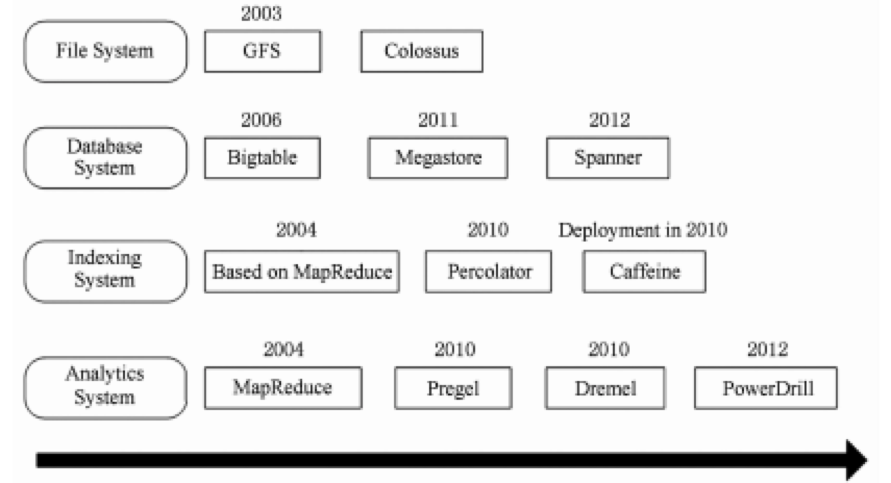 2003
File System
GFS
Colossus
2006
2011
2012
Database
System
Bigtable
Megastore
Spanner
2004
2010
Deployment in 2010
Indexing
System
Based on MapReduce
Percolator
Caffeine
2004
2010
2010
2012
Analytics
System
MapReduce
Pregel
Dremel
PowerDrill